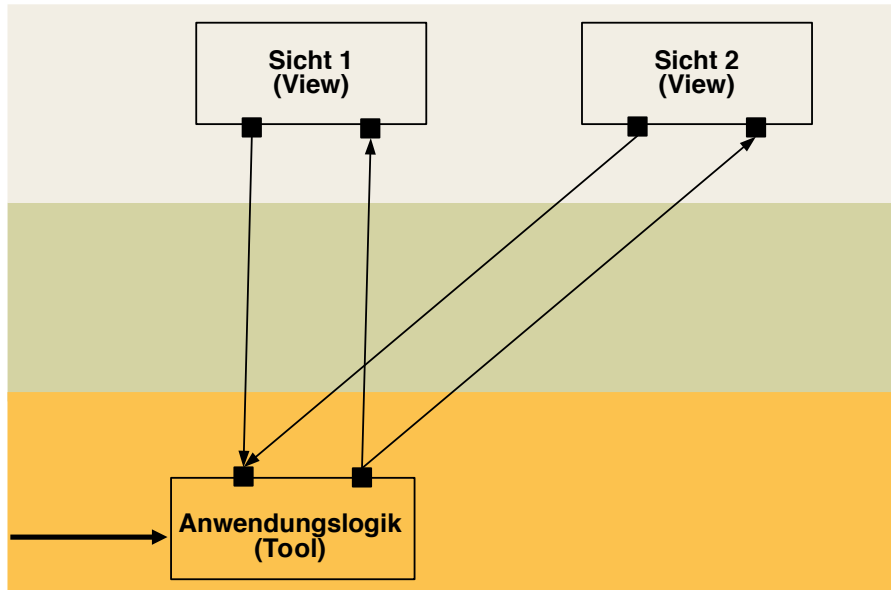 Sicht 1
(View)
Sicht 2
(View)
Anwendungslogik
(Tool)